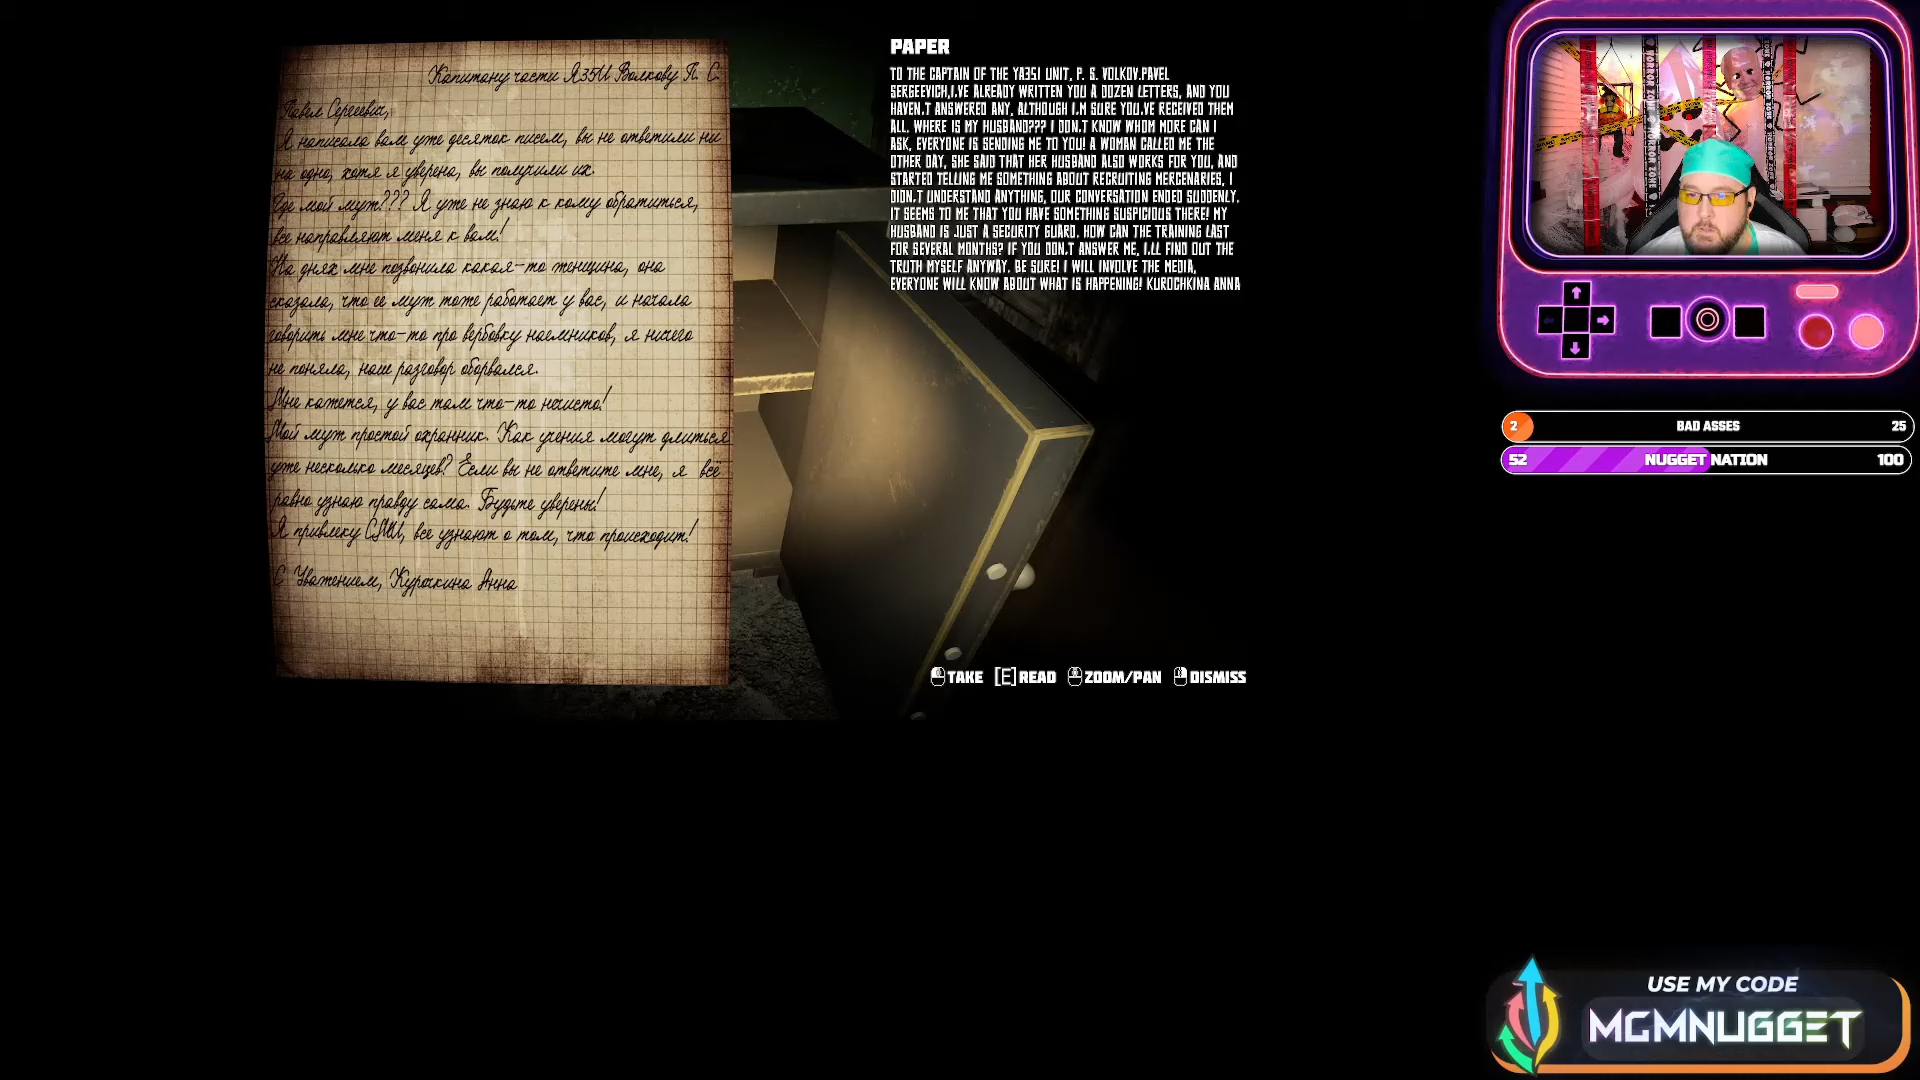 Капитану части Я35И Волкову П. С.
Павел Сергеевич,
Я написала вам уже десяток писем, вы не ответили ни
на одно, хотя я уверена, вы получили их.
Где мой муж??? Я уже не знаю к кому обратиться,
все направляют меня к вам!
На днях мне позвонила какая-то женщина, она
сказала, что ее муж тоже работает у вас, и начала
говорить мне что-то про вербовку наемников, я ничего
не поняла, наш разговор оборвался.
Мне кажется, у вас там что-то нечисто!
Мой муж простой охранник. Как учения могут длиться
уже несколько месяцев? Если вы не ответите мне, я всё
равно узнаю правду сама. Будьте уверены!
Я привлеку СМИ, все узнают о том, что происходит!
С Уважением, Курочкина Анна
PAPER
TO THE CAPTAIN OF THE YA35I UNIT, P. S. VOLKOV.PAVEL
SERGEEVICH,I.VE ALREADY WRITTEN YOU A DOZEN LETTERS, AND YOU
HAVEN.T ANSWERED ANY, ALTHOUGH I.M SURE YOU.VE RECEIVED THEM
ALL. WHERE IS MY HUSBAND??? I DON.T KNOW WHOM MORE CAN I
ASK, EVERYONE IS SENDING ME TO YOU! A WOMAN CALLED ME THE
OTHER DAY, SHE SAID THAT HER HUSBAND ALSO WORKS FOR YOU, AND
STARTED TELLING ME SOMETHING ABOUT RECRUITING MERCENARIES, I
DIDN.T UNDERSTAND ANYTHING, OUR CONVERSATION ENDED SUDDENLY.
IT SEEMS TO ME THAT YOU HAVE SOMETHING SUSPICIOUS THERE! MY
HUSBAND IS JUST A SECURITY GUARD. HOW CAN THE TRAINING LAST
FOR SEVERAL MONTHS? IF YOU DON.T ANSWER ME, I.LL FIND OUT THE
TRUTH MYSELF ANYWAY. BE SURE! I WILL INVOLVE THE MEDIA,
EVERYONE WILL KNOW ABOUT WHAT IS HAPPENING! KUROCHKINA ANNA
TAKE [E]READ ZOOM/PAN DISMISS
HORROR ZONE
2 BAD ASSES 25
52 NUGGET NATION 100
USE MY CODE
MGMNUGGET